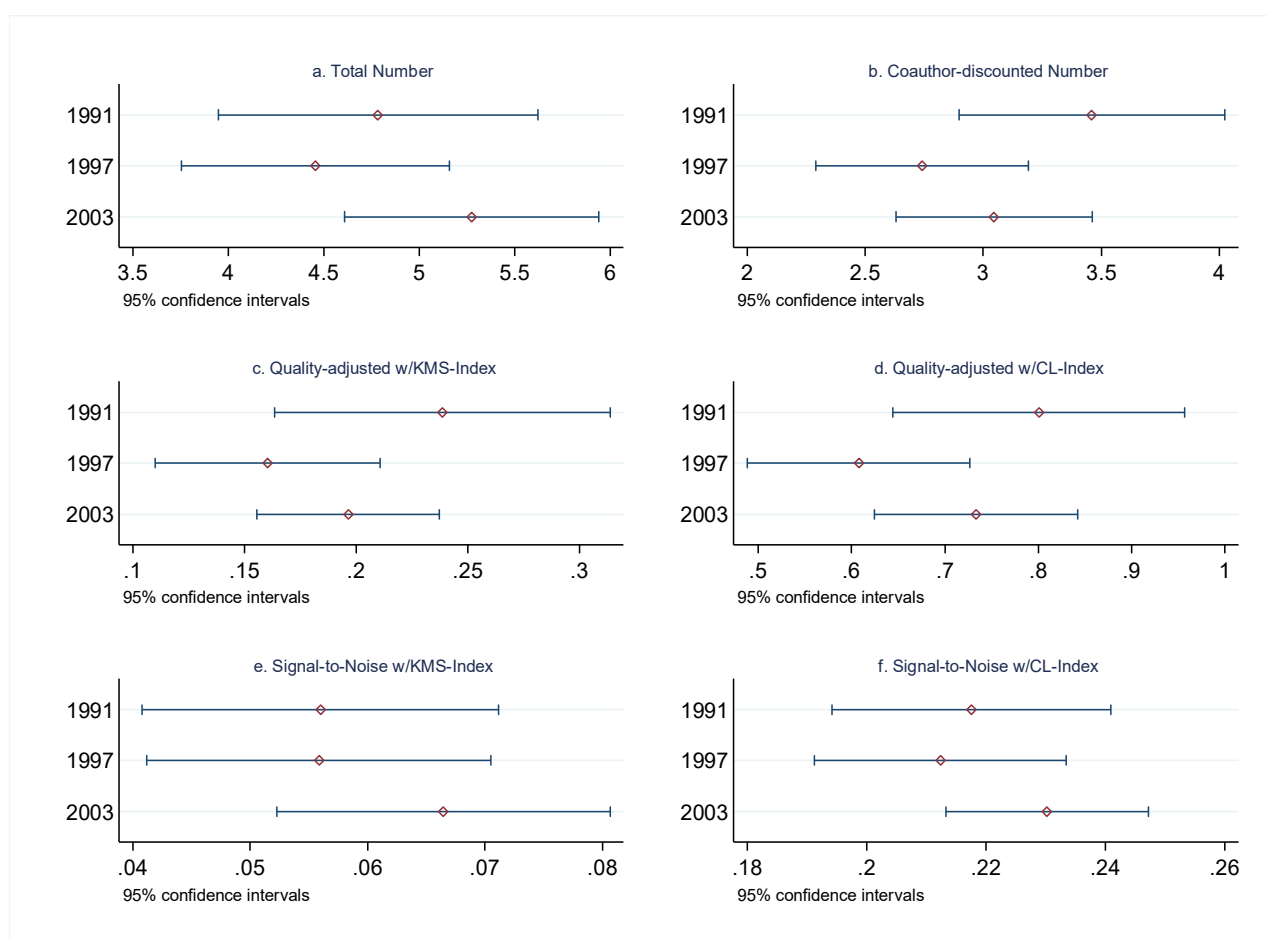 a. Total Number
1991
1997
2003
3.5 4 4.5 5 5.5 6
95% confidence intervals
b. Coauthor-discounted Number
1991
1997
2003
2 2.5 3 3.5 4
95% confidence intervals
c. Quality-adjusted w/KMS-Index
1991
1997
2003
.1 .15 .2 .25 .3
95% confidence intervals
d. Quality-adjusted w/CL-Index
1991
1997
2003
.5 .6 .7 .8 .9 1
95% confidence intervals
e. Signal-to-Noise w/KMS-Index
1991
1997
2003
.04 .05 .06 .07 .08
95% confidence intervals
f. Signal-to-Noise w/CL-Index
1991
1997
2003
.18 .2 .22 .24 .26
95% confidence intervals